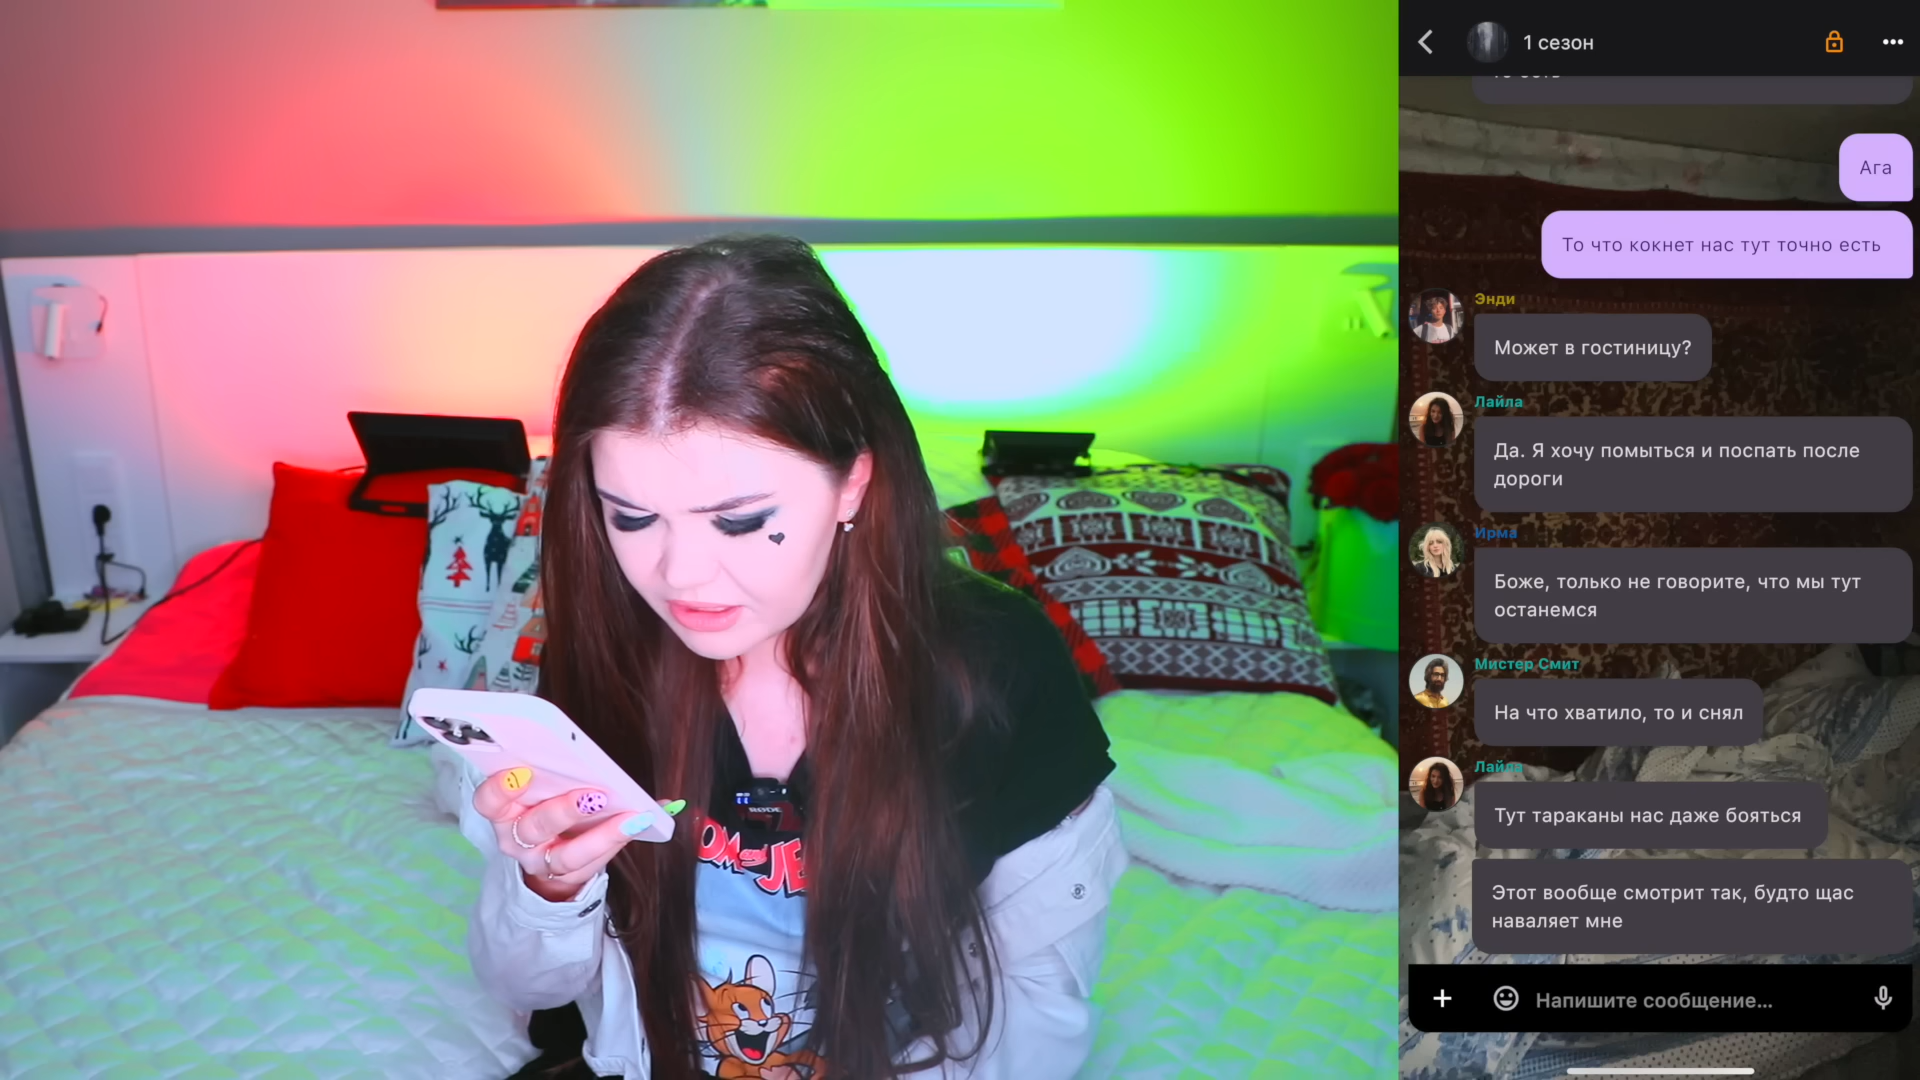 1 сезон
Ага
То что кокнет нас тут точно есть
Энди
Может в гостиницу?
Лайла
Да. Я хочу помыться и поспать после
дороги
Ирма
Боже, только не говорите, что мы тут
останемся
Мистер Смит
На что хватило, то и снял
Лайла
Тут тараканы нас даже бояться
Этот вообще смотрит так, будто щас
наваляет мне
Напишите сообщение...
RØDE